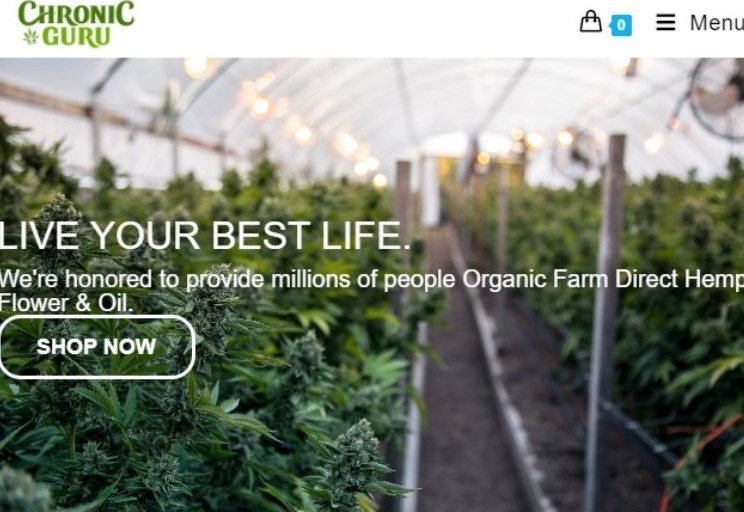 CHRONIC
GURU
0
Menu
LIVE YOUR BEST LIFE.
We're honored to provide millions of people Organic Farm Direct Hemp
Flower & Oil.
SHOP NOW